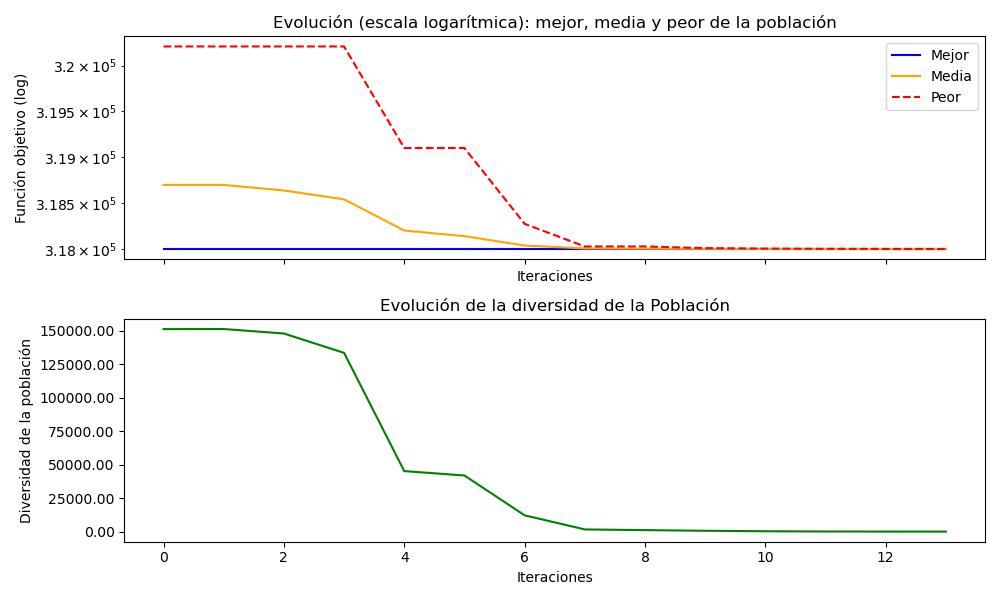 Evolución (escala logarítmica): mejor, media y peor de la población
Función objetivo (log)
3.2 × 10⁵
3.195 × 10⁵
3.19 × 10⁵
3.185 × 10⁵
3.18 × 10⁵
Mejor
Media
Peor
Iteraciones
Evolución de la diversidad de la Población
Diversidad de la población
150000.00
125000.00
100000.00
75000.00
50000.00
25000.00
0.00
0 2 4 6 8 10 12
Iteraciones